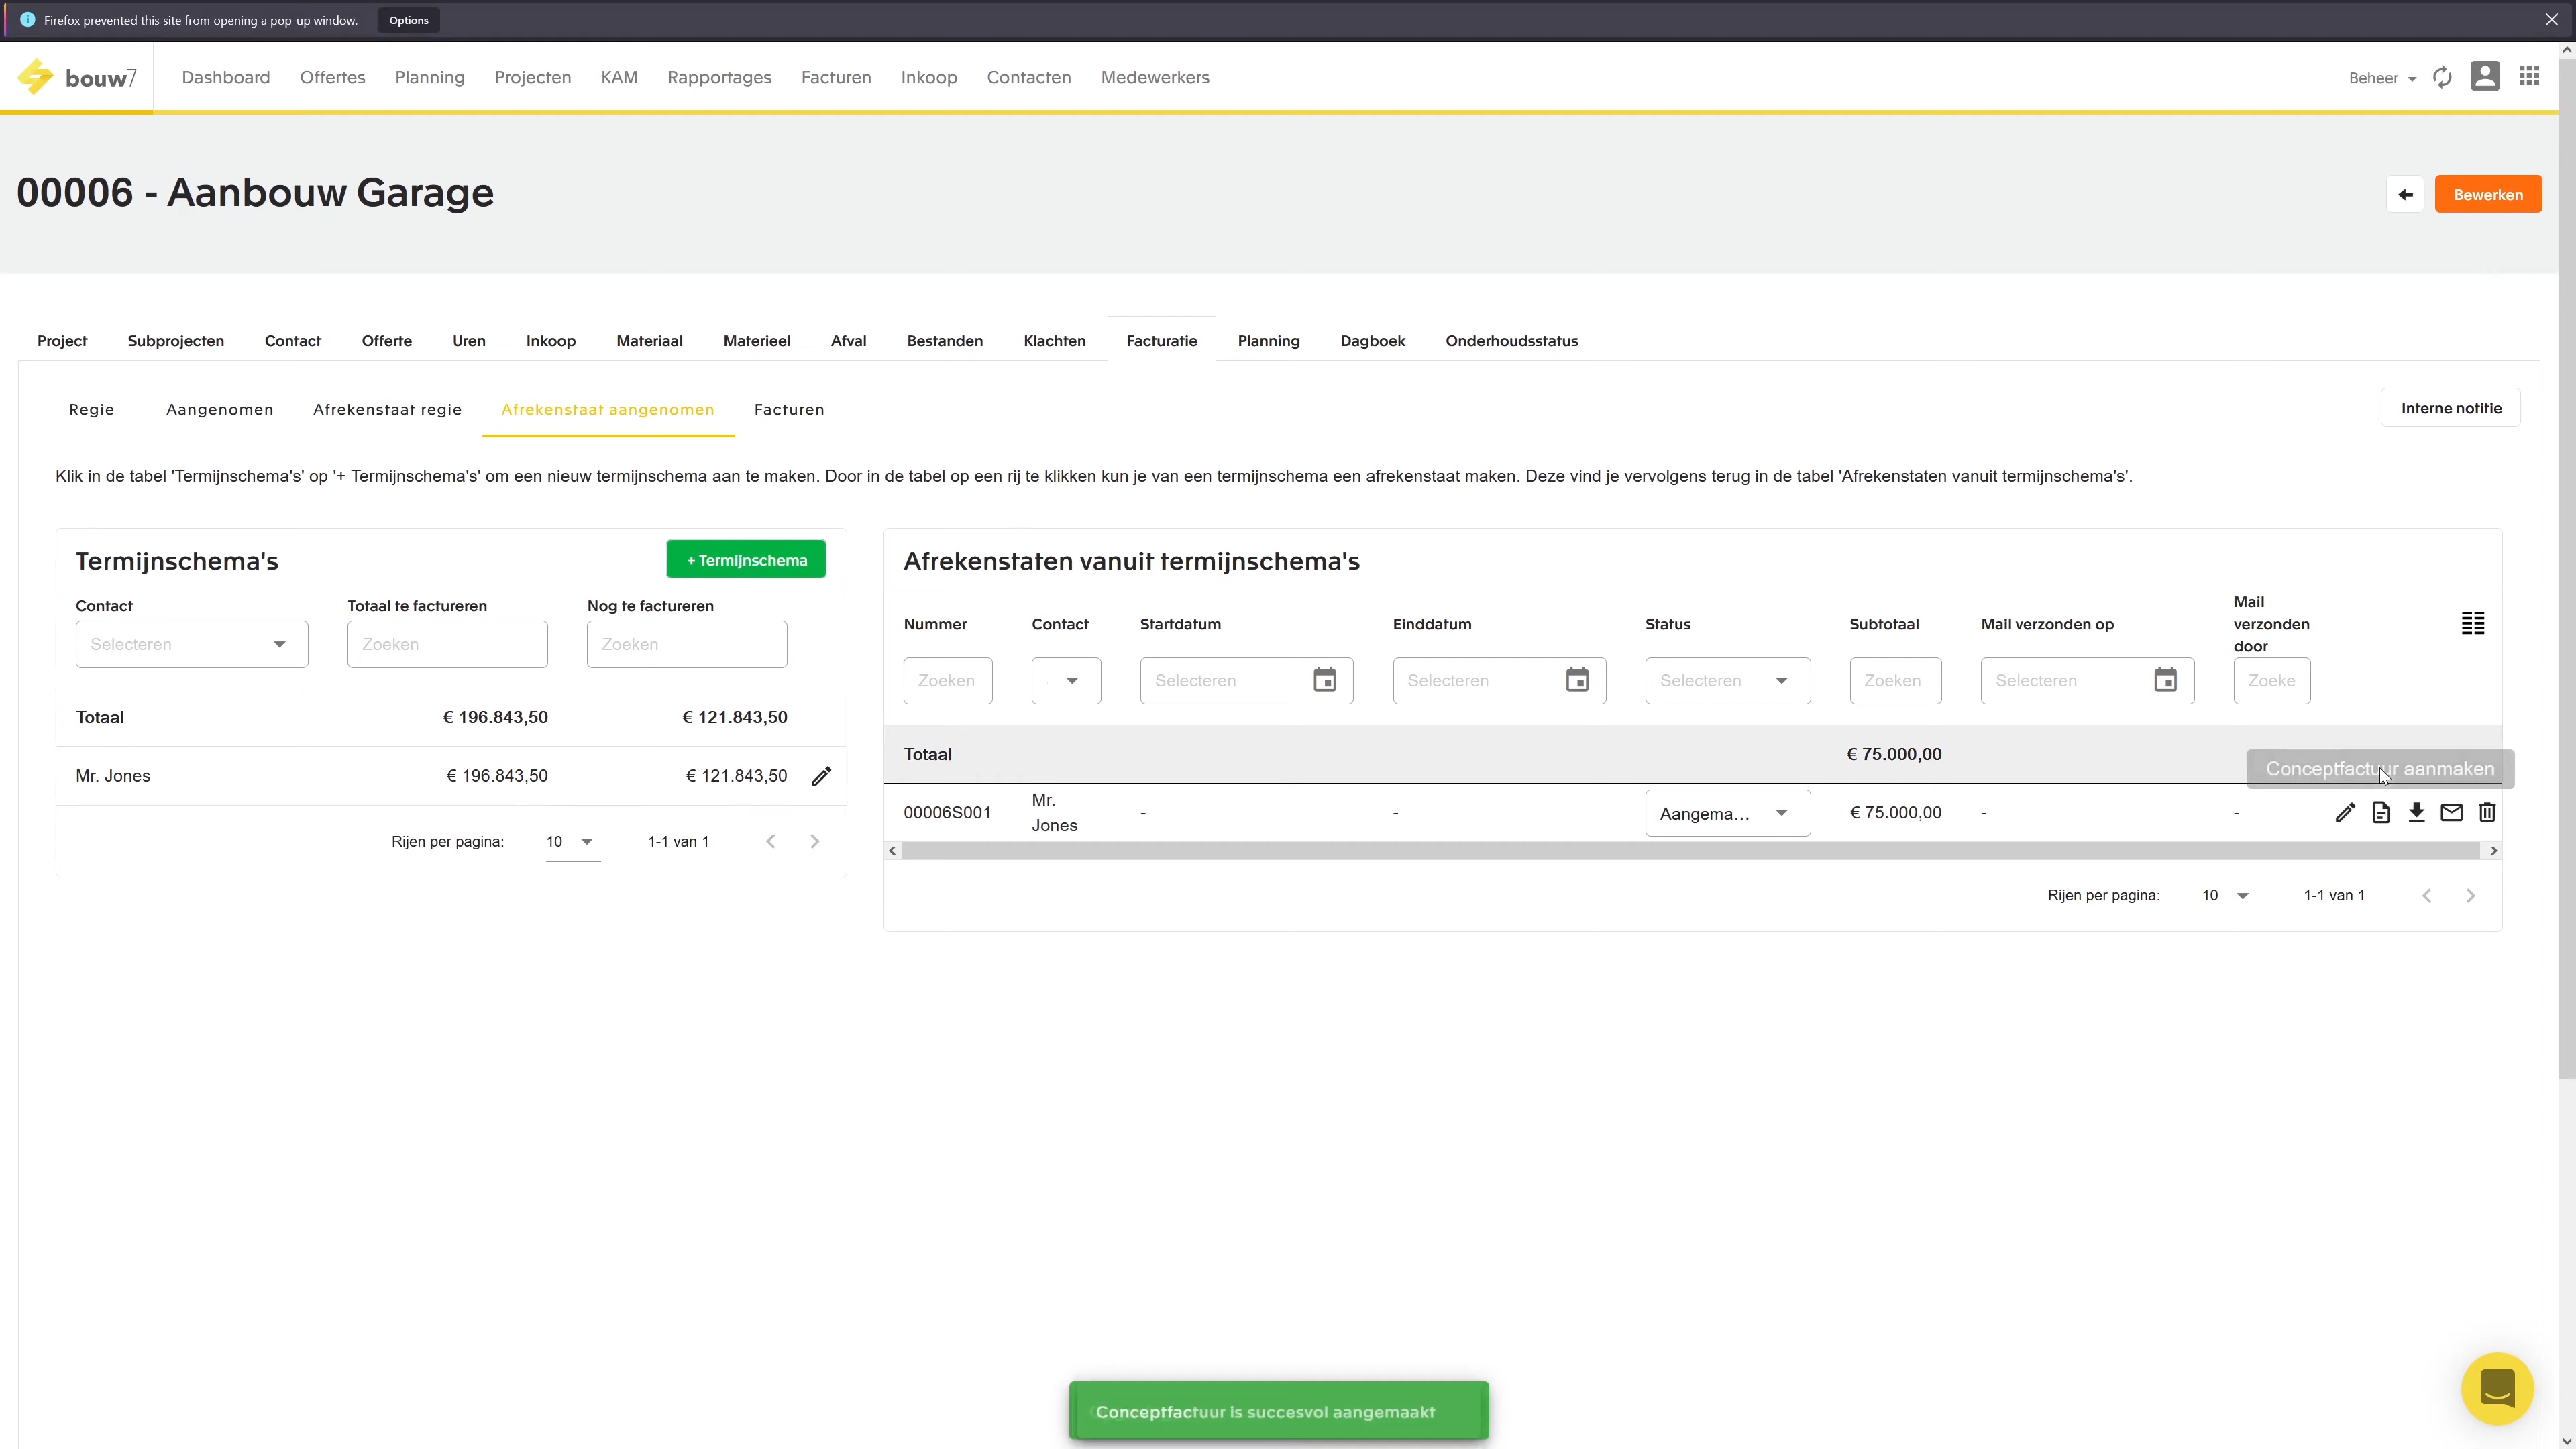 Firefox prevented this site from opening a pop-up window. Options
bouw7 Dashboard Offertes Planning Projecten KAM Rapportages Facturen Inkoop Contacten Medewerkers Beheer
00006 - Aanbouw Garage
Bewerken
Project Subprojecten Contact Offerte Uren Inkoop Materiaal Materieel Afval Bestanden Klachten Facturatie Planning Dagboek Onderhoudsstatus
Regie Aangenomen Afrekenstaat regie Afrekenstaat aangenomen Facturen Interne notitie
Klik in de tabel 'Termijnschema's' op '+ Termijnschema's' om een nieuw termijnschema aan te maken. Door in de tabel op een rij te klikken kun je van een termijnschema een afrekenstaat maken. Deze vind je vervolgens terug in de tabel 'Afrekenstaten vanuit termijnschema's'.
Termijnschema's + Termijnschema
Contact Totaal te factureren Nog te factureren
Selecteren Zoeken Zoeken
Totaal € 196.843,50 € 121.843,50
Mr. Jones € 196.843,50 € 121.843,50
Rijen per pagina: 10 1-1 van 1
Afrekenstaten vanuit termijnschema's
Nummer Contact Startdatum Einddatum Status Subtotaal Mail verzonden op Mail
verzonden
door
Zoeken Selecteren Selecteren Selecteren Zoeken Selecteren Zoeke
Totaal € 75.000,00
Conceptfactuur aanmaken
00006S001 Mr.
Jones - - Aangema... € 75.000,00 - -
Rijen per pagina: 10 1-1 van 1
Conceptfactuur is succesvol aangemaakt